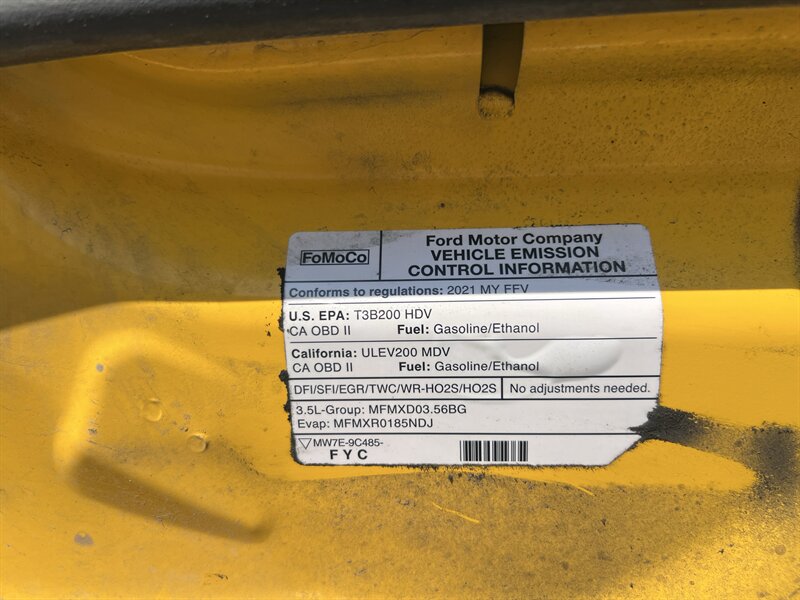 FoMoCo
Ford Motor Company
VEHICLE EMISSION
CONTROL INFORMATION
Conforms to regulations: 2021 MY FFV
U.S. EPA: T3B200 HDV
CA OBD II Fuel: Gasoline/Ethanol
California: ULEV200 MDV
CA OBD II Fuel: Gasoline/Ethanol
DFI/SFI/EGR/TWC/WR-HO2S/HO2S No adjustments needed.
3.5L-Group: MFMXD03.56BG
Evap: MFMXR0185NDJ
MW7E-9C485-
FYC